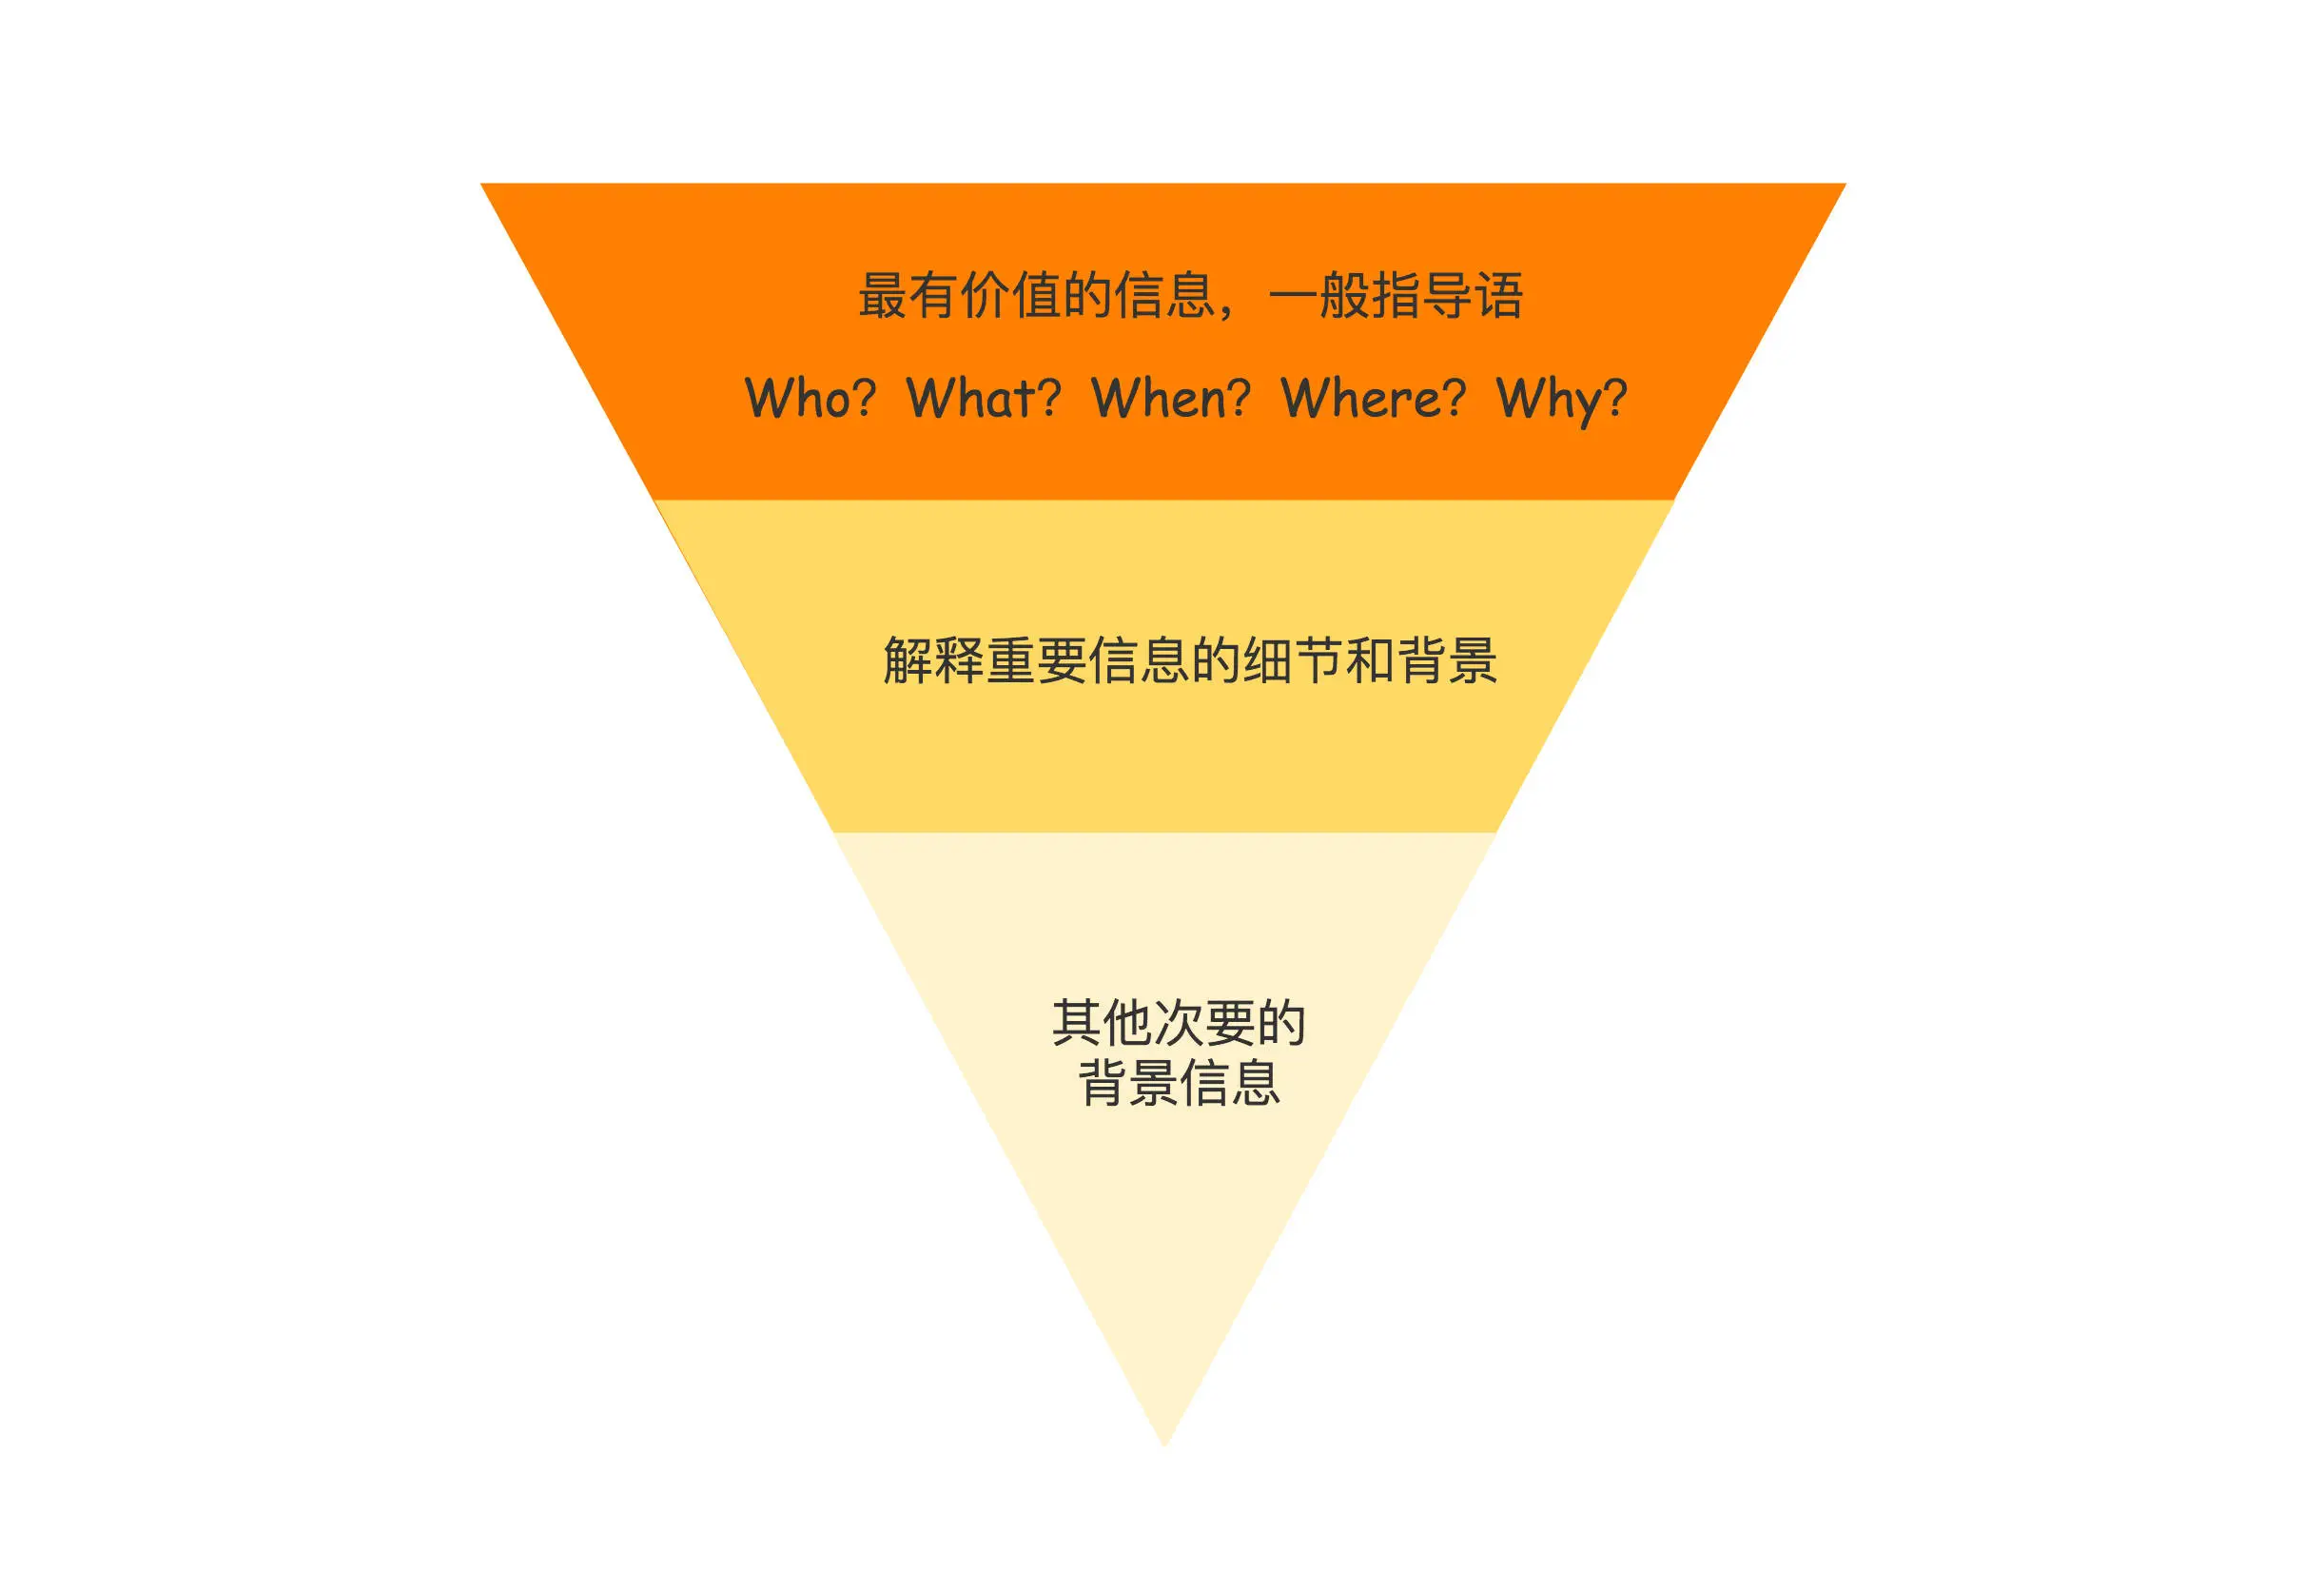 最有价值的信息，一般指导语
Who? What? When? Where? Why?
解释重要信息的细节和背景
其他次要的
背景信息